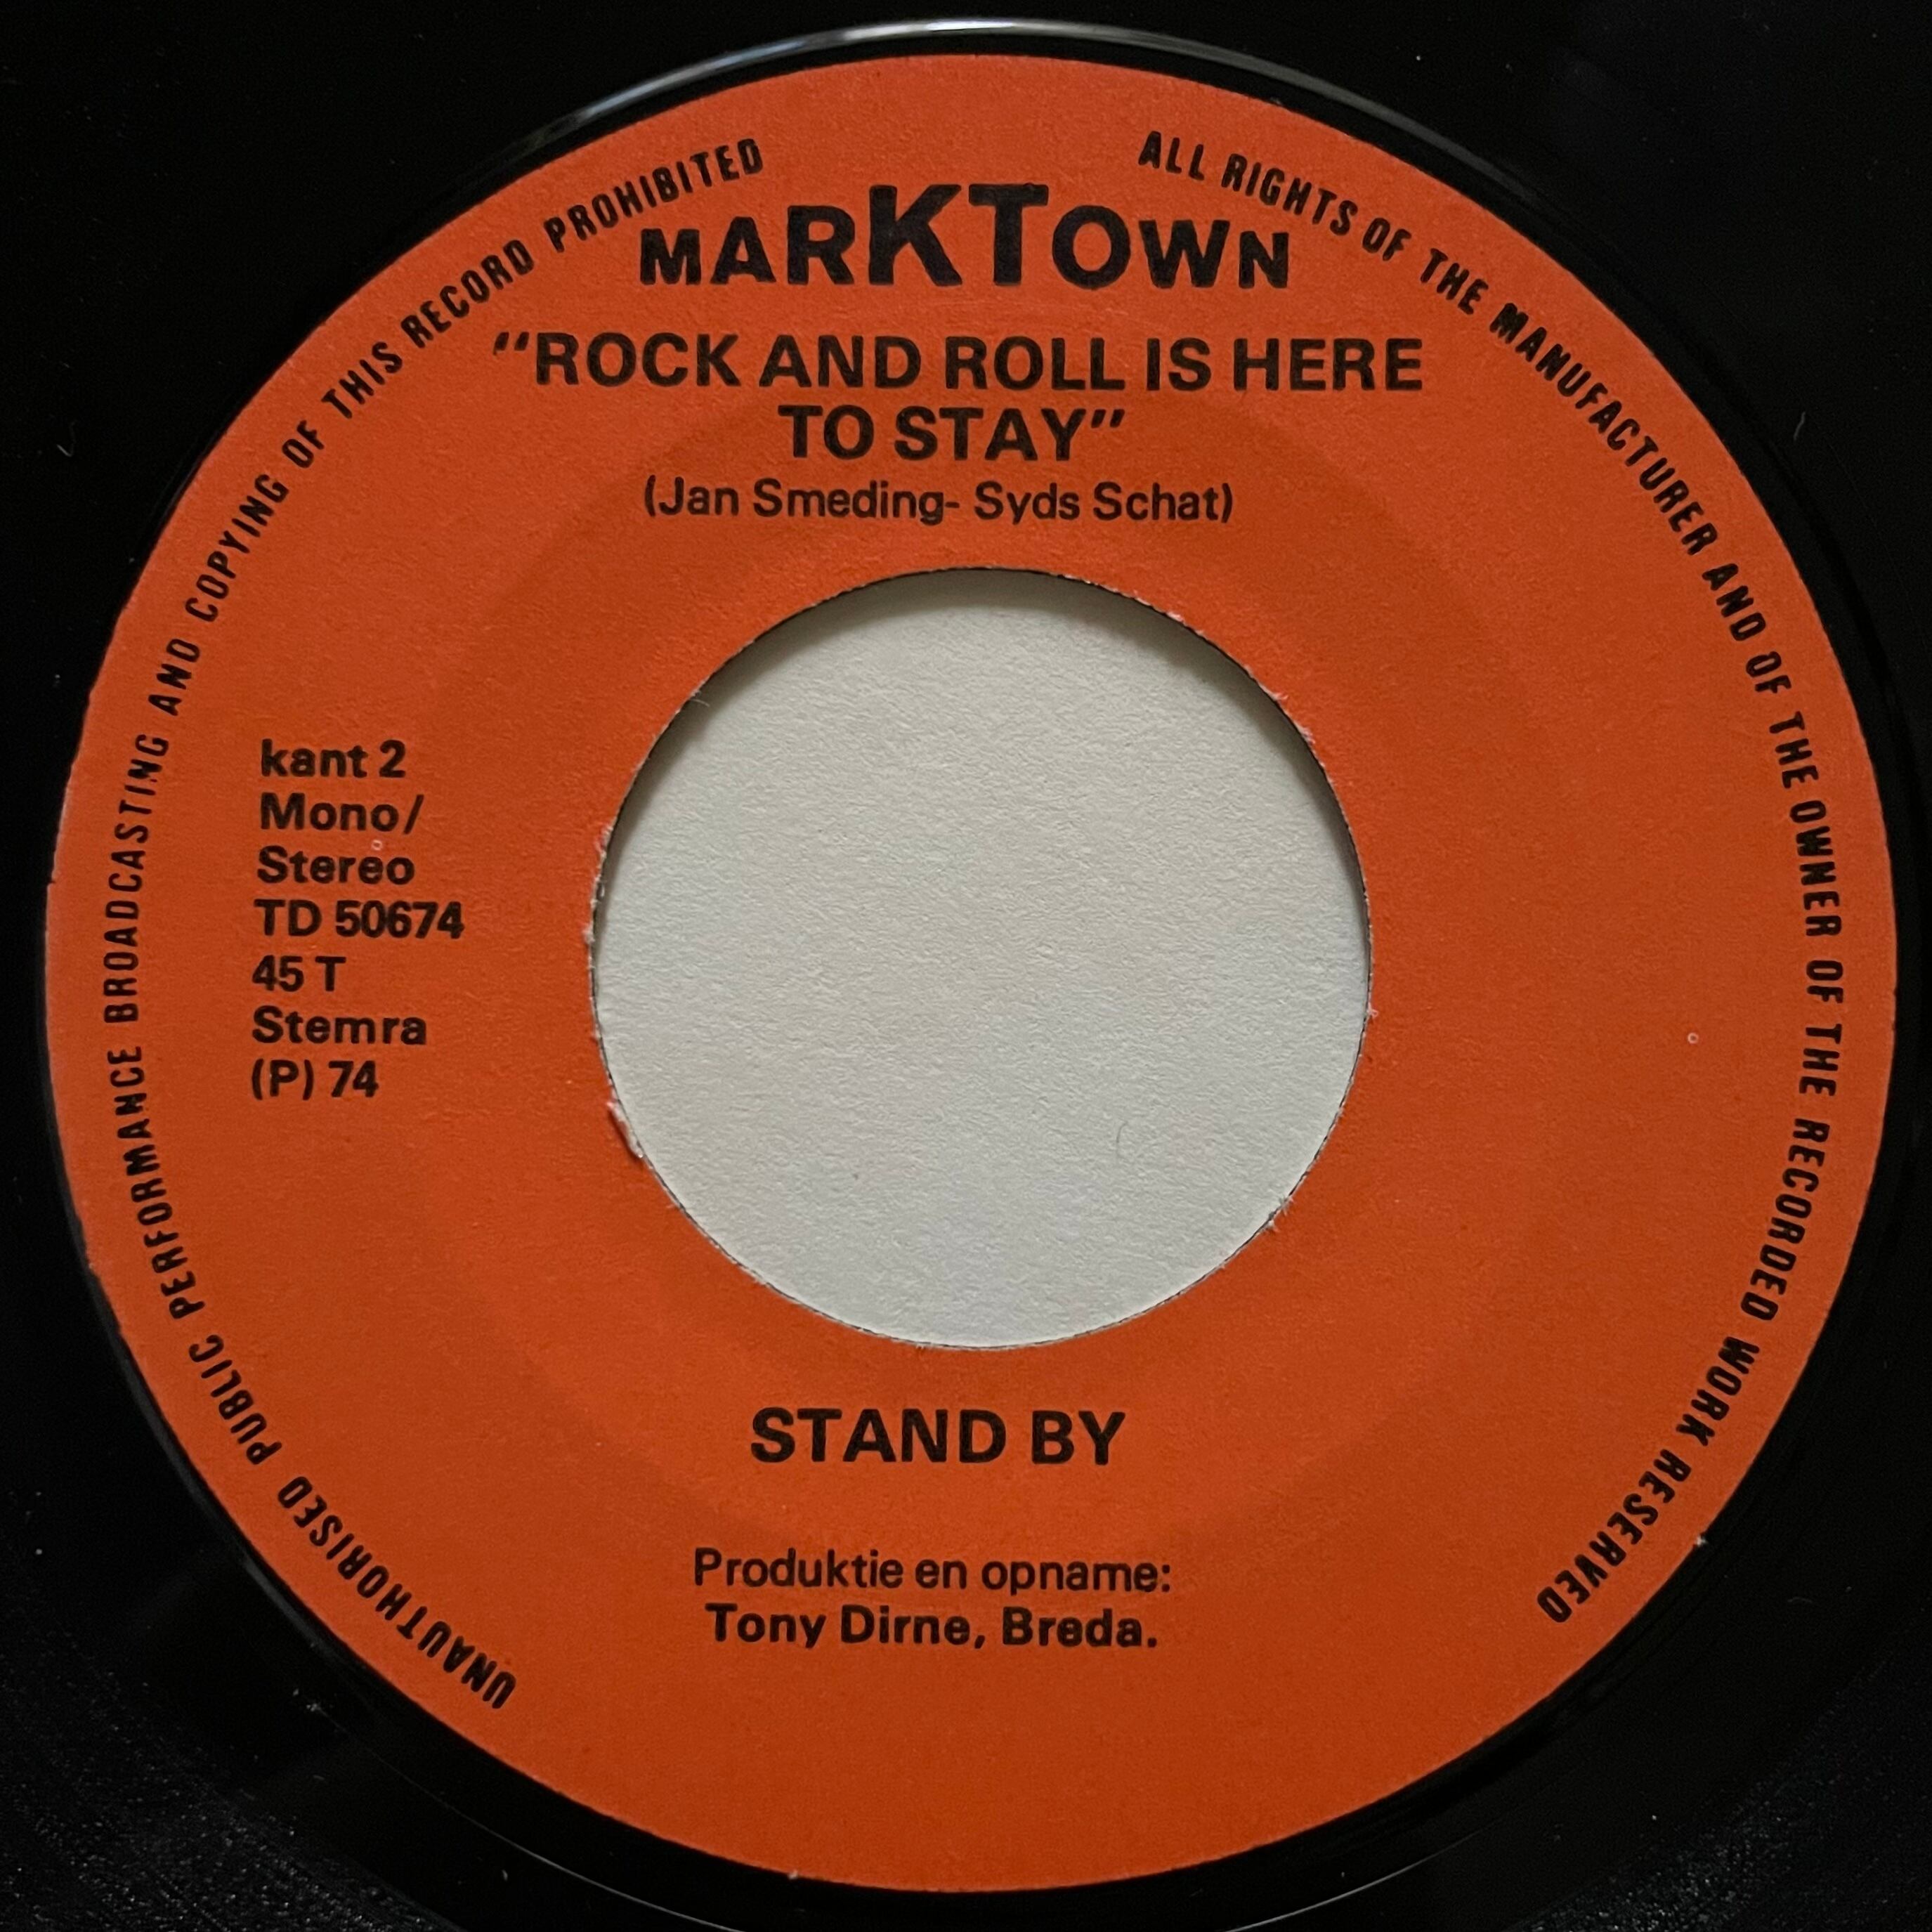 MARKTOWN
"ROCK AND ROLL IS HERE
TO STAY"
(Jan Smeding- Syds Schat)
kant 2
Mono/
Stereo
TD 50674
45 T
Stemra
(P) 74
STAND BY
Produktie en opname:
Tony Dirne, Breda.
UNAUTHORISED PUBLIC PERFORMANCE BROADCASTING AND COPYING OF THIS RECORD PROHIBITED
ALL RIGHTS OF THE MANUFACTURER AND OF THE OWNER OF THE RECORDED WORK RESERVED